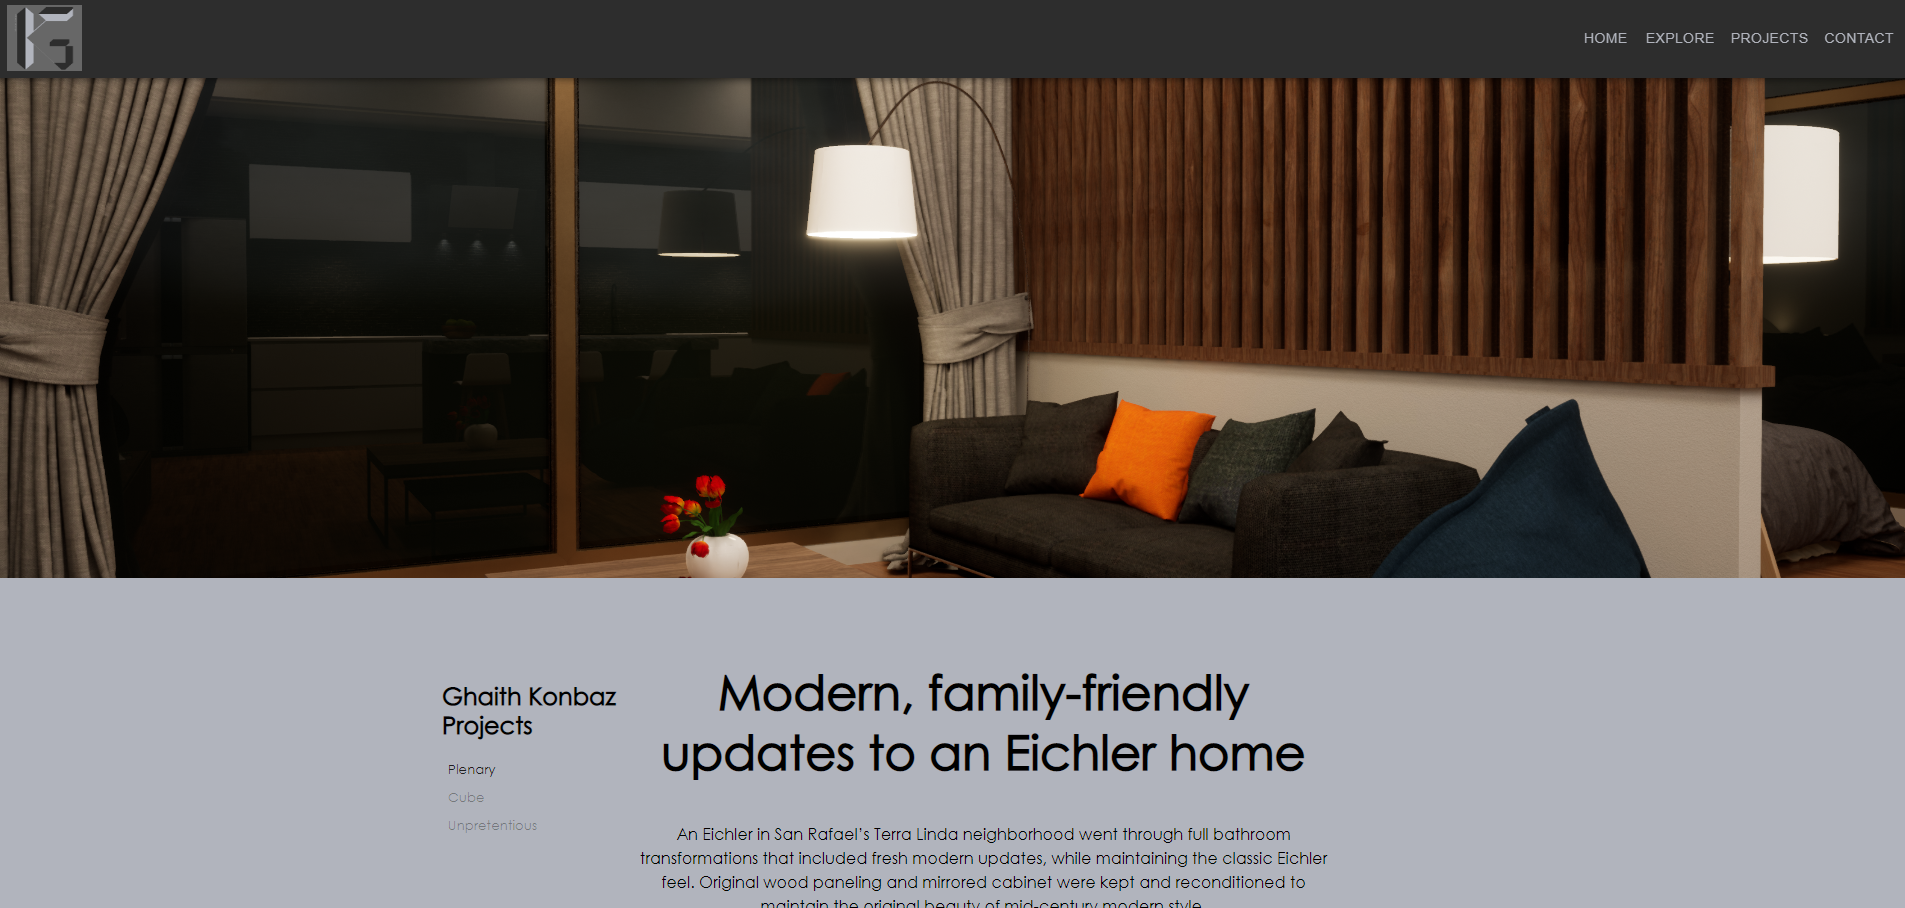 HOME EXPLORE PROJECTS CONTACT
Ghaith Konbaz
Projects
Plenary
Cube
Unpretentious
Modern, family-friendly
updates to an Eichler home
An Eichler in San Rafael’s Terra Linda neighborhood went through full bathroom
transformations that included fresh modern updates, while maintaining the classic Eichler
feel. Original wood paneling and mirrored cabinet were kept and reconditioned to
maintain the original beauty of mid-century modern style.